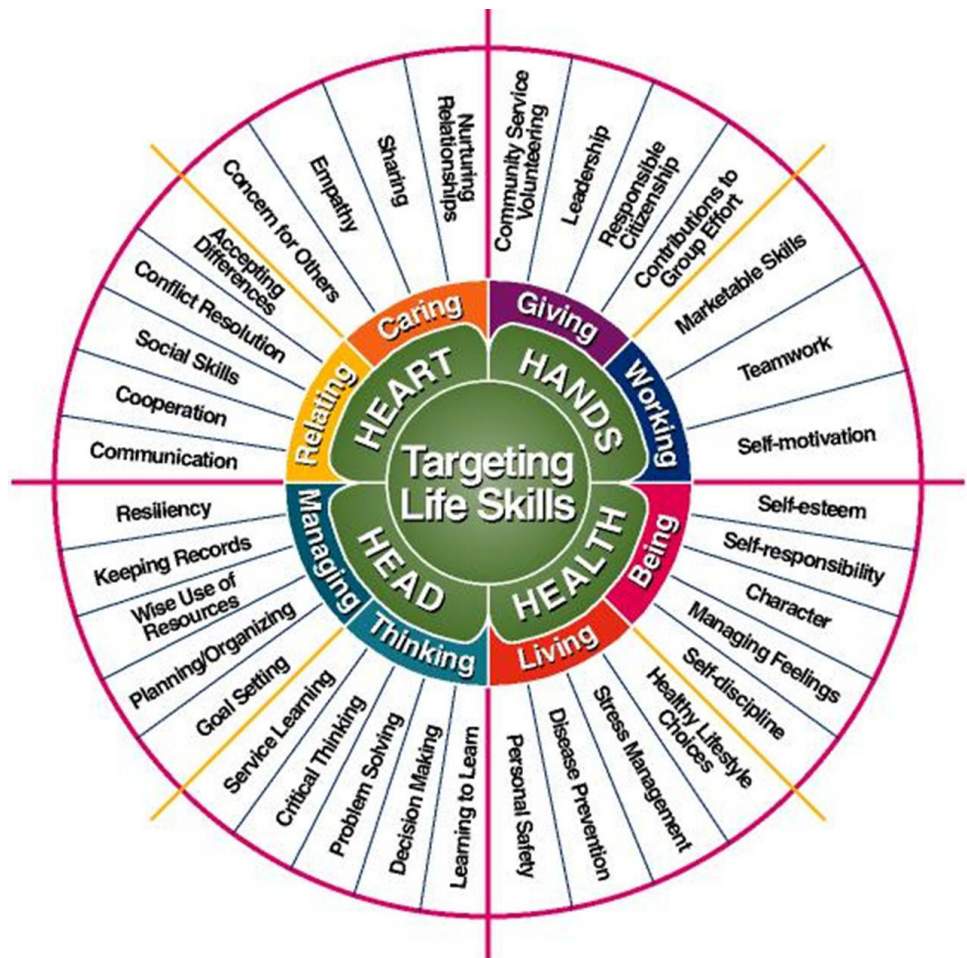 Targeting
Life Skills
HEART
HANDS
HEALTH
HEAD
Caring
Giving
Working
Being
Living
Thinking
Managing
Relating
Nurturing
Relationships
Sharing
Empathy
Concern for Others
Accepting
Differences
Conflict Resolution
Social Skills
Cooperation
Communication
Community Service
Volunteering
Leadership
Responsible
Citizenship
Contributions to
Group Effort
Marketable Skills
Teamwork
Self-motivation
Self-esteem
Self-responsibility
Character
Managing Feelings
Self-discipline
Healthy Lifestyle
Choices
Stress Management
Disease Prevention
Personal Safety
Learning to Learn
Decision Making
Problem Solving
Critical Thinking
Service Learning
Goal Setting
Planning/Organizing
Wise Use of
Resources
Keeping Records
Resiliency